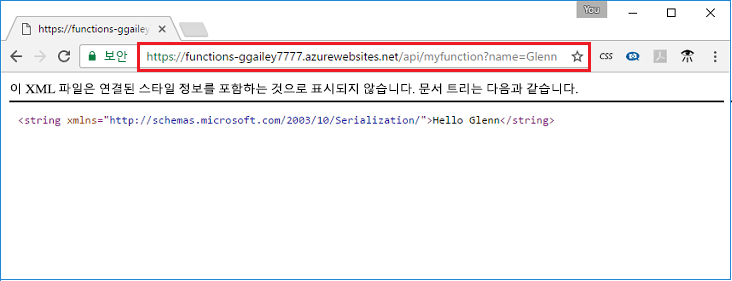 You
https://functions-ggailey
보안
https://functions-ggailey7777.azurewebsites.net/api/myfunction?name=Glenn
CSS
이 XML 파일은 연결된 스타일 정보를 포함하는 것으로 표시되지 않습니다. 문서 트리는 다음과 같습니다.
<string xmlns="http://schemas.microsoft.com/2003/10/Serialization/">Hello Glenn</string>